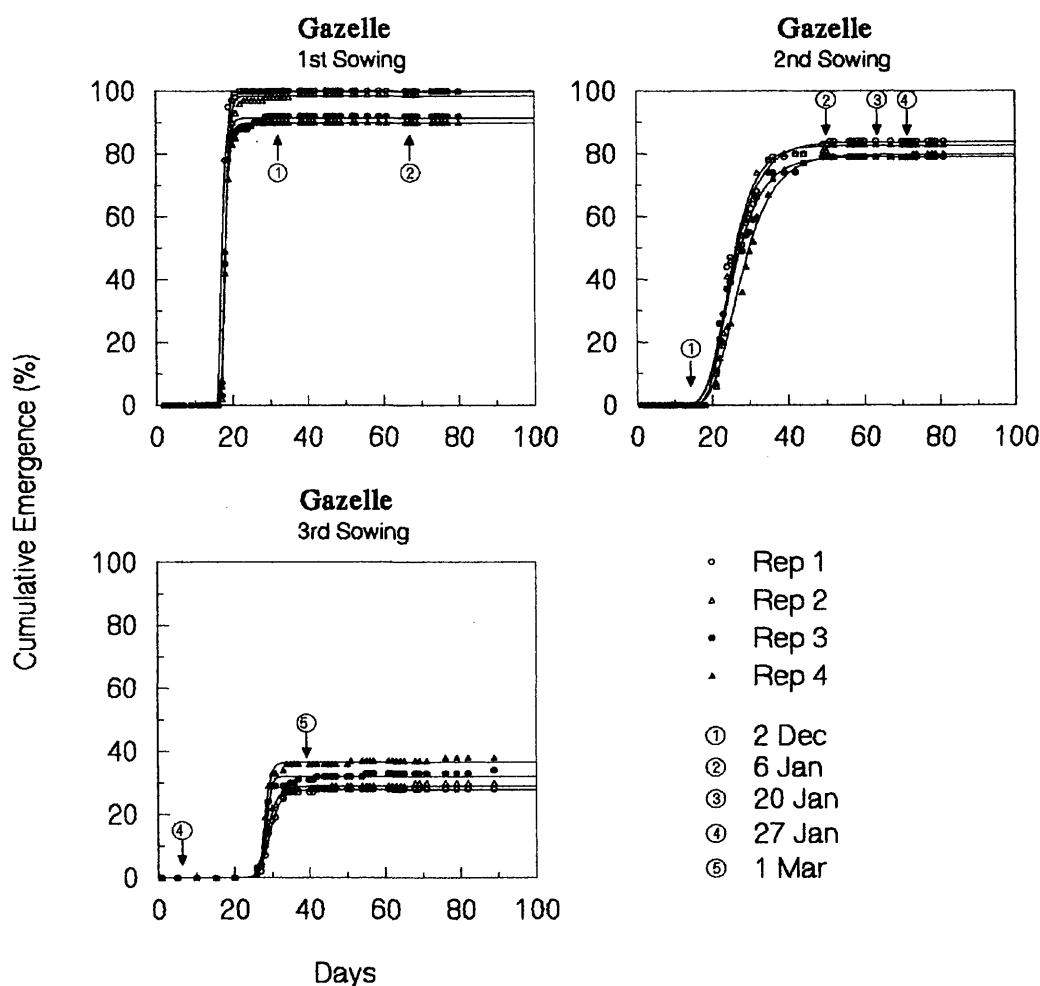 Gazelle
1st Sowing
Gazelle
2nd Sowing
100
80
60
40
20
0
① ②
0 20 40 60 80 100
100
80
60
40
20
0
② ③ ④
①
0 20 40 60 80 100
Cumulative Emergence (%)
Gazelle
3rd Sowing
100
80
60
40
20
0
⑤
④
0 20 40 60 80 100
Days
Rep 1
Rep 2
Rep 3
Rep 4
① 2 Dec
② 6 Jan
③ 20 Jan
④ 27 Jan
⑤ 1 Mar